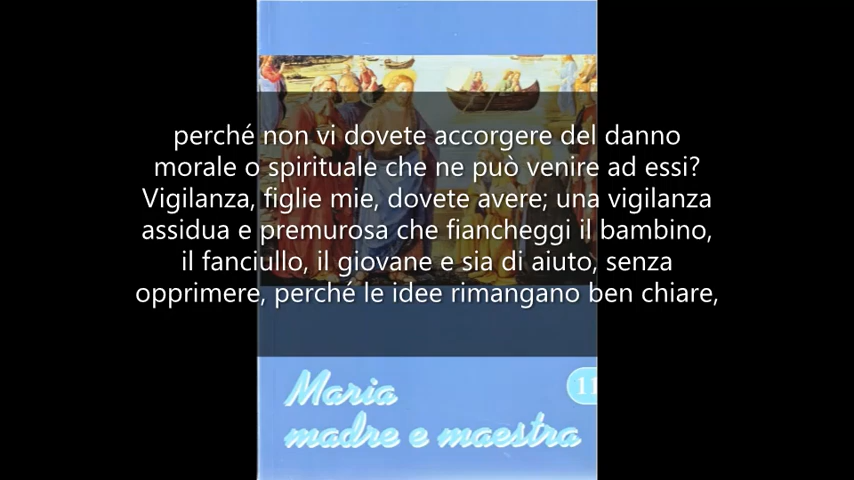 perché non vi dovete accorgere del danno
morale o spirituale che ne può venire ad essi?
Vigilanza, figlie mie, dovete avere; una vigilanza
assidua e premurosa che fiancheggi il bambino,
il fanciullo, il giovane e sia di aiuto, senza
opprimere, perché le idee rimangano ben chiare,
Maria
11
madre e maestra